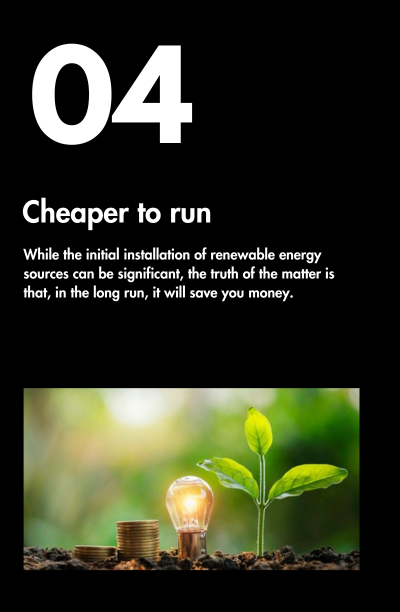 04
Cheaper to run
While the initial installation of renewable energy
sources can be significant, the truth of the matter is
that, in the long run, it will save you money.